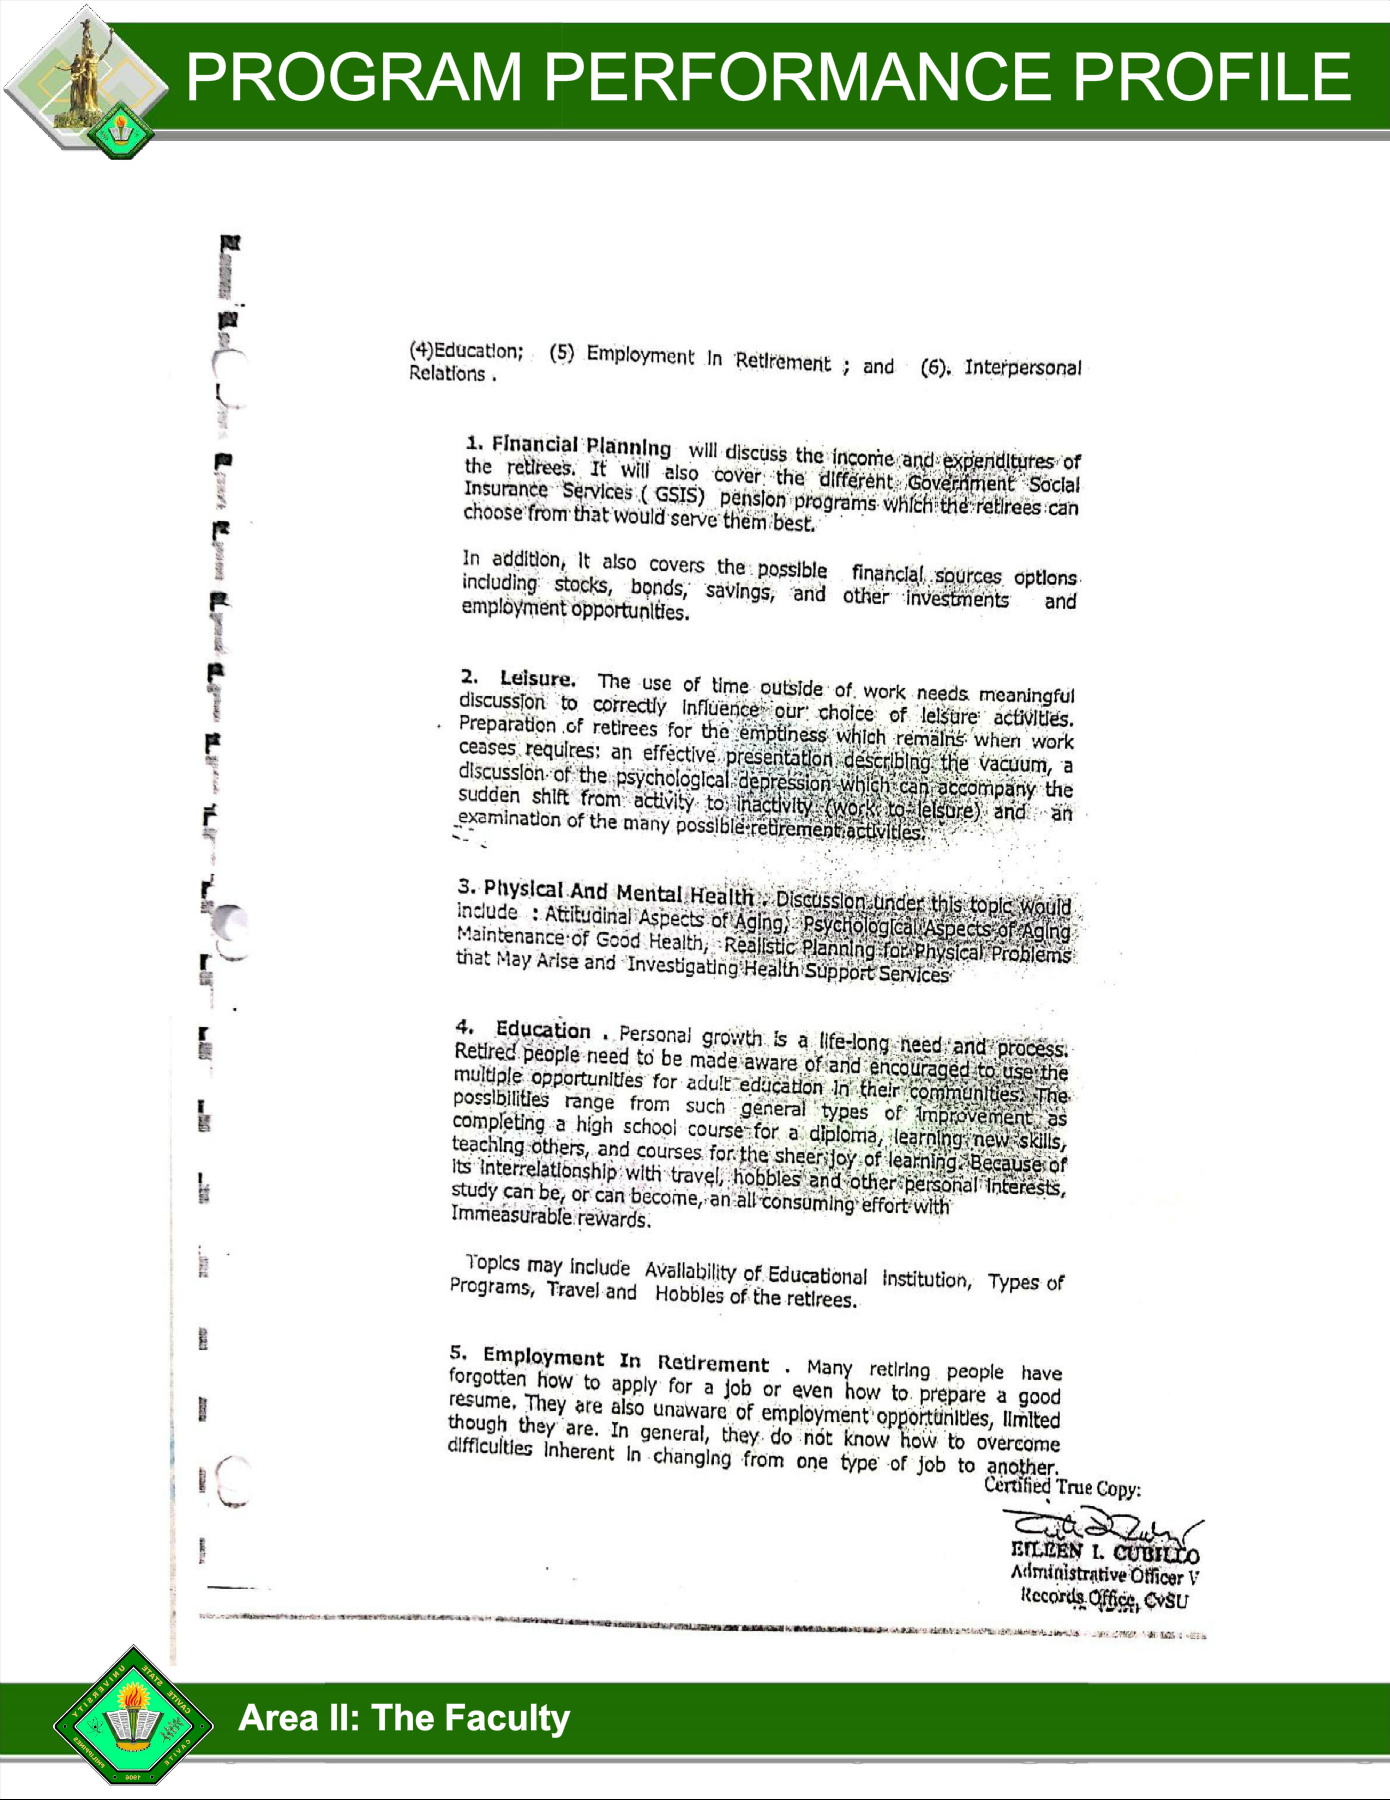 PROGRAM PERFORMANCE PROFILE
(4)Education; (5) Employment In Retirement ; and (6). Interpersonal
Relations .
1. Financial Planning will discuss the income and expenditures of
the retirees. It will also cover the different Government Social
Insurance Services ( GSIS) pension programs which the retirees can
choose from that would serve them best.
In addition, it also covers the possible financial sources options
including stocks, bonds, savings, and other investments and
employment opportunities.
2. Leisure. The use of time outside of work needs meaningful
discussion to correctly influence our choice of leisure activities.
Preparation of retirees for the emptiness which remains when work
ceases requires: an effective presentation describing the vacuum, a
discussion of the psychological depression which can accompany the
sudden shift from activity to inactivity (work to leisure) and an
examination of the many possible retirement activities.
3. Physical And Mental Health . Discussion under this topic would
include : Attitudinal Aspects of Aging, Psychological Aspects of Aging
Maintenance of Good Health, Realistic Planning for Physical Problems
that May Arise and Investigating Health Support Services
4. Education . Personal growth is a life-long need and process.
Retired people need to be made aware of and encouraged to use the
multiple opportunities for adult education in their communities. The
possibilities range from such general types of improvement as
completing a high school course for a diploma, learning new skills,
teaching others, and courses for the sheer joy of learning. Because of
its interrelationship with travel, hobbies and other personal interests,
study can be, or can become, an all consuming effort with
Immeasurable rewards.
Topics may include Availability of Educational Institution, Types of
Programs, Travel and Hobbies of the retirees.
5. Employment In Retirement . Many retiring people have
forgotten how to apply for a job or even how to prepare a good
resume. They are also unaware of employment opportunities, limited
though they are. In general, they do not know how to overcome
difficulties inherent in changing from one type of job to another.
Certified True Copy:
EILEEN I. CUBILLO
Administrative Officer V
Records Office, CvSU
CAVITE STATE UNIVERSITY
CAVITE
PHILIPPINES
1906
Area II: The Faculty